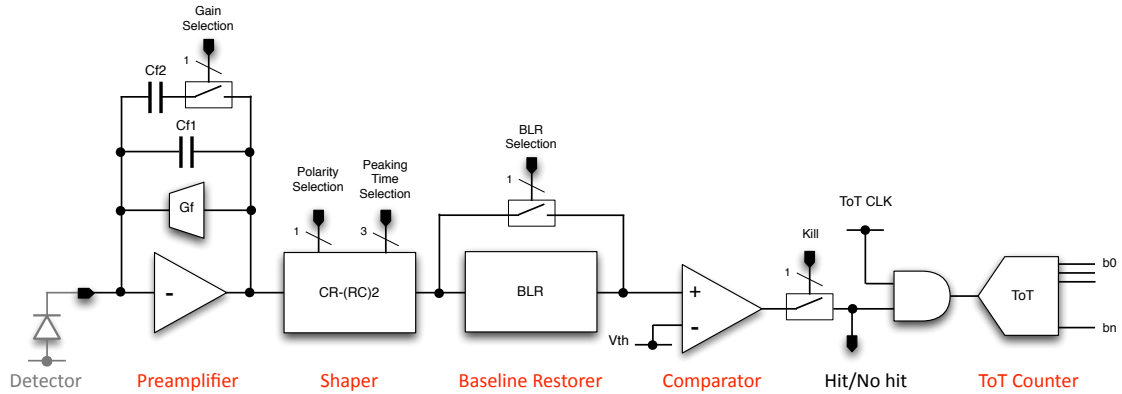 Gain
Selection
1
Cf2
Cf1
Gf
-
Polarity
Selection
1
Peaking
Time
Selection
3
CR-(RC)2
BLR
Selection
1
BLR
+
-
Vth
Kill
1
ToT CLK
ToT
b0
bn
Detector
Preamplifier
Shaper
Baseline Restorer
Comparator
Hit/No hit
ToT Counter